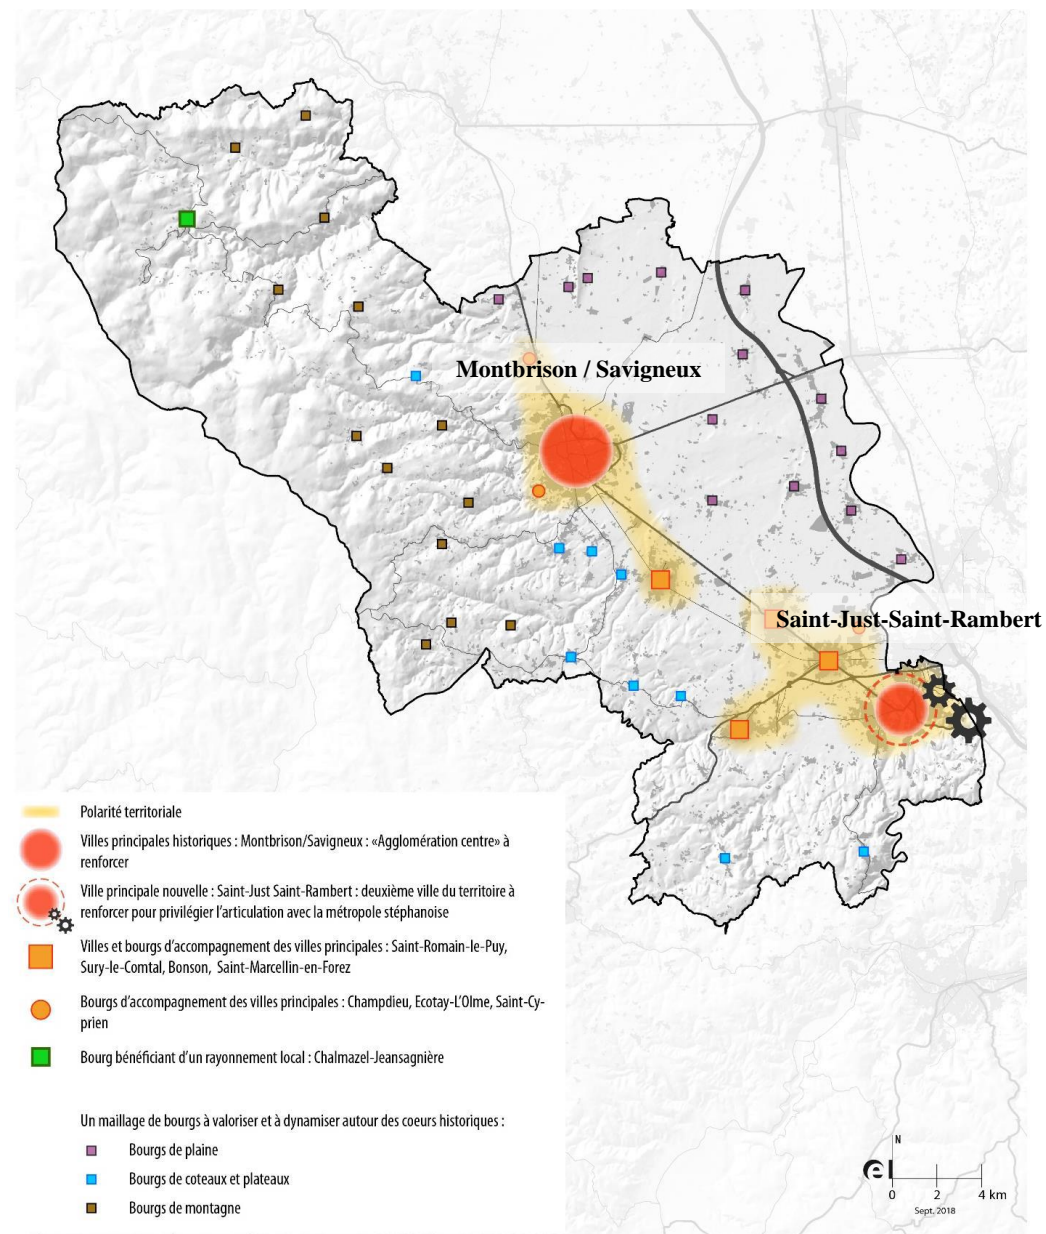 Montbrison / Savigneux
Saint-Just-Saint-Rambert
Polarité territoriale
Villes principales historiques : Montbrison/Savigneux : «Agglomération centre» à
renforcer
Ville principale nouvelle : Saint-Just Saint-Rambert : deuxième ville du territoire à
renforcer pour privilégier l'articulation avec la métropole stéphanoise
Villes et bourgs d'accompagnement des villes principales : Saint-Romain-le-Puy,
Sury-le-Comtal, Bonson, Saint-Marcellin-en-Forez
Bourgs d'accompagnement des villes principales : Champdieu, Ecotay-L'Olme, Saint-Cy-
prien
Bourg bénéficiant d'un rayonnement local : Chalmazel-Jeansagnière
Un maillage de bourgs à valoriser et à dynamiser autour des coeurs historiques :
Bourgs de plaine
Bourgs de coteaux et plateaux
Bourgs de montagne
N
0 2 4 km
Sept. 2018